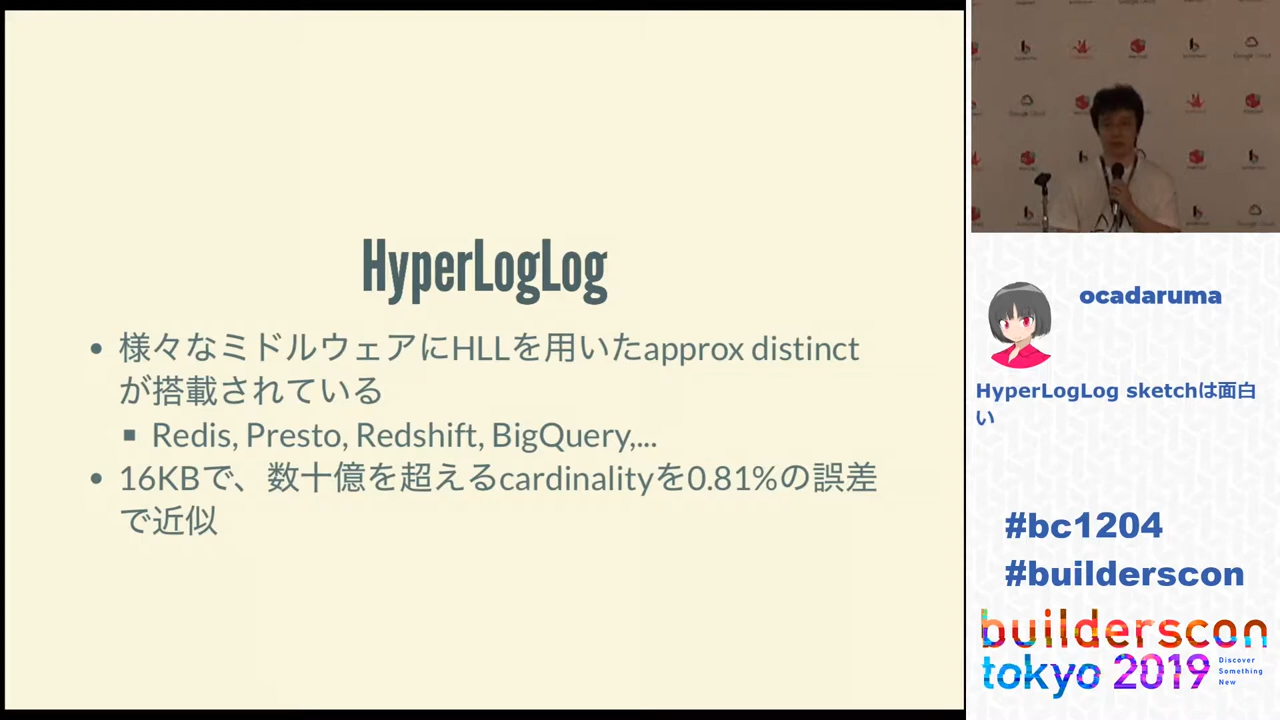 HyperLogLog
• 様々なミドルウェアにHLLを用いたapprox distinct
が搭載されている
▪ Redis, Presto, Redshift, BigQuery,...
• 16KBで、数十億を超えるcardinalityを0.81%の誤差
で近似
ocadaruma
HyperLogLog sketchは面白
い
#bc1204
#builderscon
builderscon
tokyo 2019
Discover
Something
New